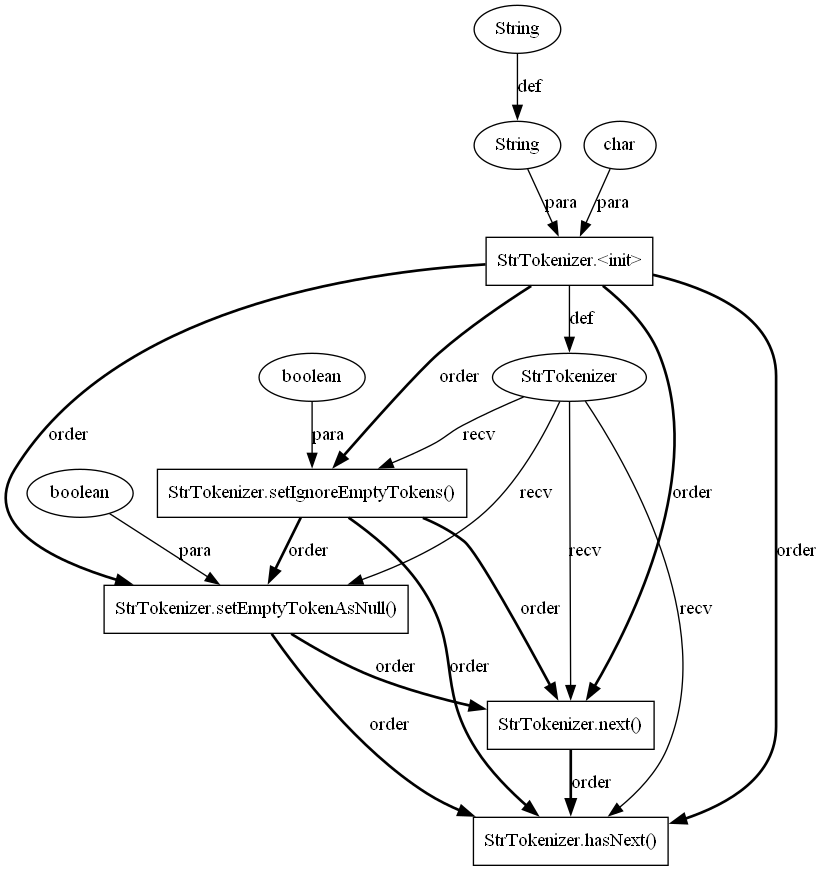 String
def
String
char
para
para
StrTokenizer.<init>
def
boolean
StrTokenizer
order
para
order
recv
boolean
StrTokenizer.setIgnoreEmptyTokens()
recv
order
para
order
recv
order
StrTokenizer.setEmptyTokenAsNull()
order
recv
order
order
order
StrTokenizer.next()
order
StrTokenizer.hasNext()